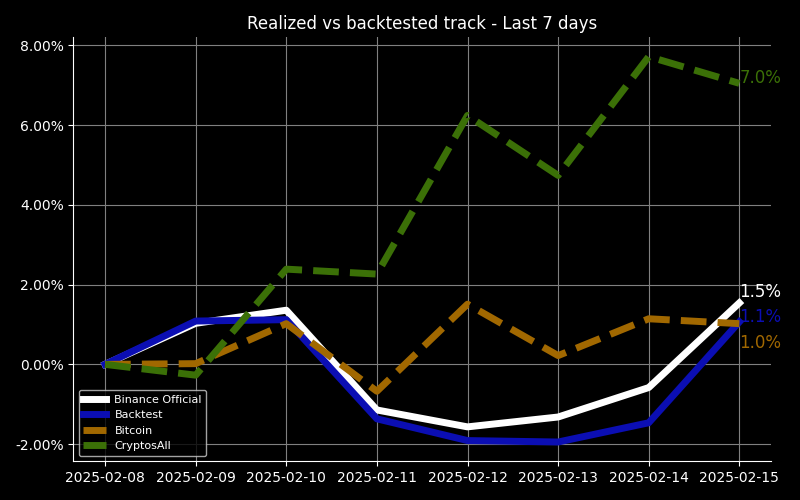 Realized vs backtested track - Last 7 days
8.00%
6.00%
4.00%
2.00%
0.00%
-2.00%
7.0%
1.5%
1.1%
1.0%
Binance Official
Backtest
Bitcoin
CryptosAll
2025-02-08 2025-02-09 2025-02-10 2025-02-11 2025-02-12 2025-02-13 2025-02-14 2025-02-15